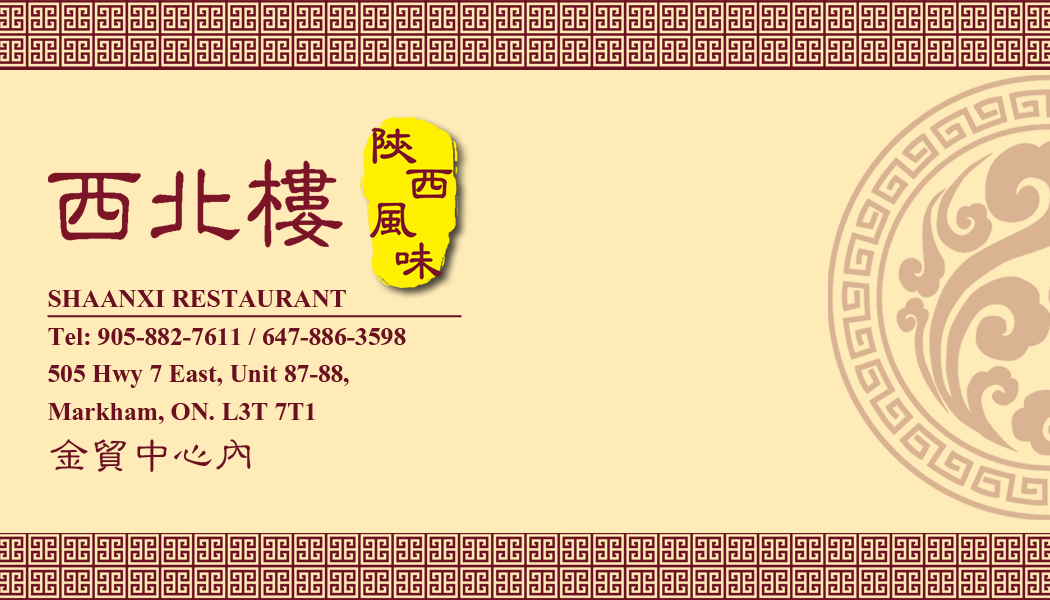 西北樓
陝西風味
SHAANXI RESTAURANT
Tel: 905-882-7611 / 647-886-3598
505 Hwy 7 East, Unit 87-88,
Markham, ON. L3T 7T1
金貿中心內